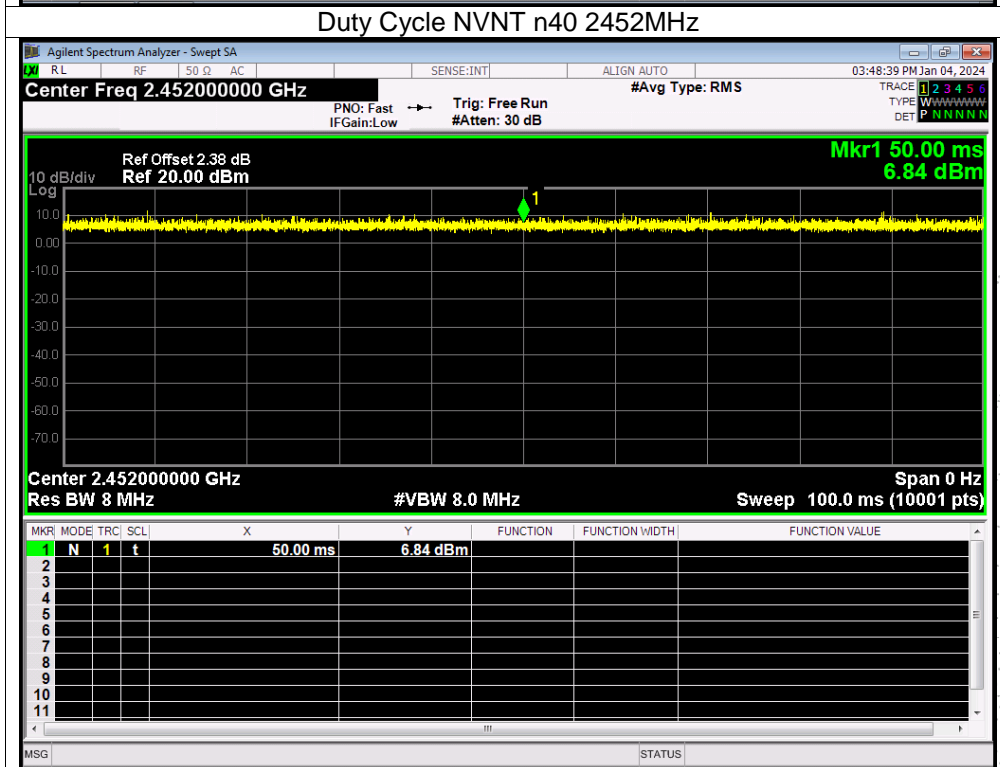 Duty Cycle NVNT n40 2452MHz
Agilent Spectrum Analyzer - Swept SA
LXI RL RF 50 Ω AC SENSE:INT ALIGN AUTO 03:48:39 PM Jan 04, 2024
Center Freq 2.452000000 GHz #Avg Type: RMS TRACE 1 2 3 4 5 6
PNO: Fast Trig: Free Run TYPE WWWWWW
IFGain:Low #Atten: 30 dB DET P N N N N N
Mkr1 50.00 ms
6.84 dBm
Ref Offset 2.38 dB
10 dB/div Ref 20.00 dBm
Log
1
10.0
0.00
-10.0
-20.0
-30.0
-40.0
-50.0
-60.0
-70.0
Center 2.452000000 GHz Span 0 Hz
Res BW 8 MHz #VBW 8.0 MHz Sweep 100.0 ms (10001 pts)
MKR MODE TRC SCL X Y FUNCTION FUNCTION WIDTH FUNCTION VALUE
1 N 1 t 50.00 ms 6.84 dBm
2
3
4
5
6
7
8
9
10
11
MSG STATUS